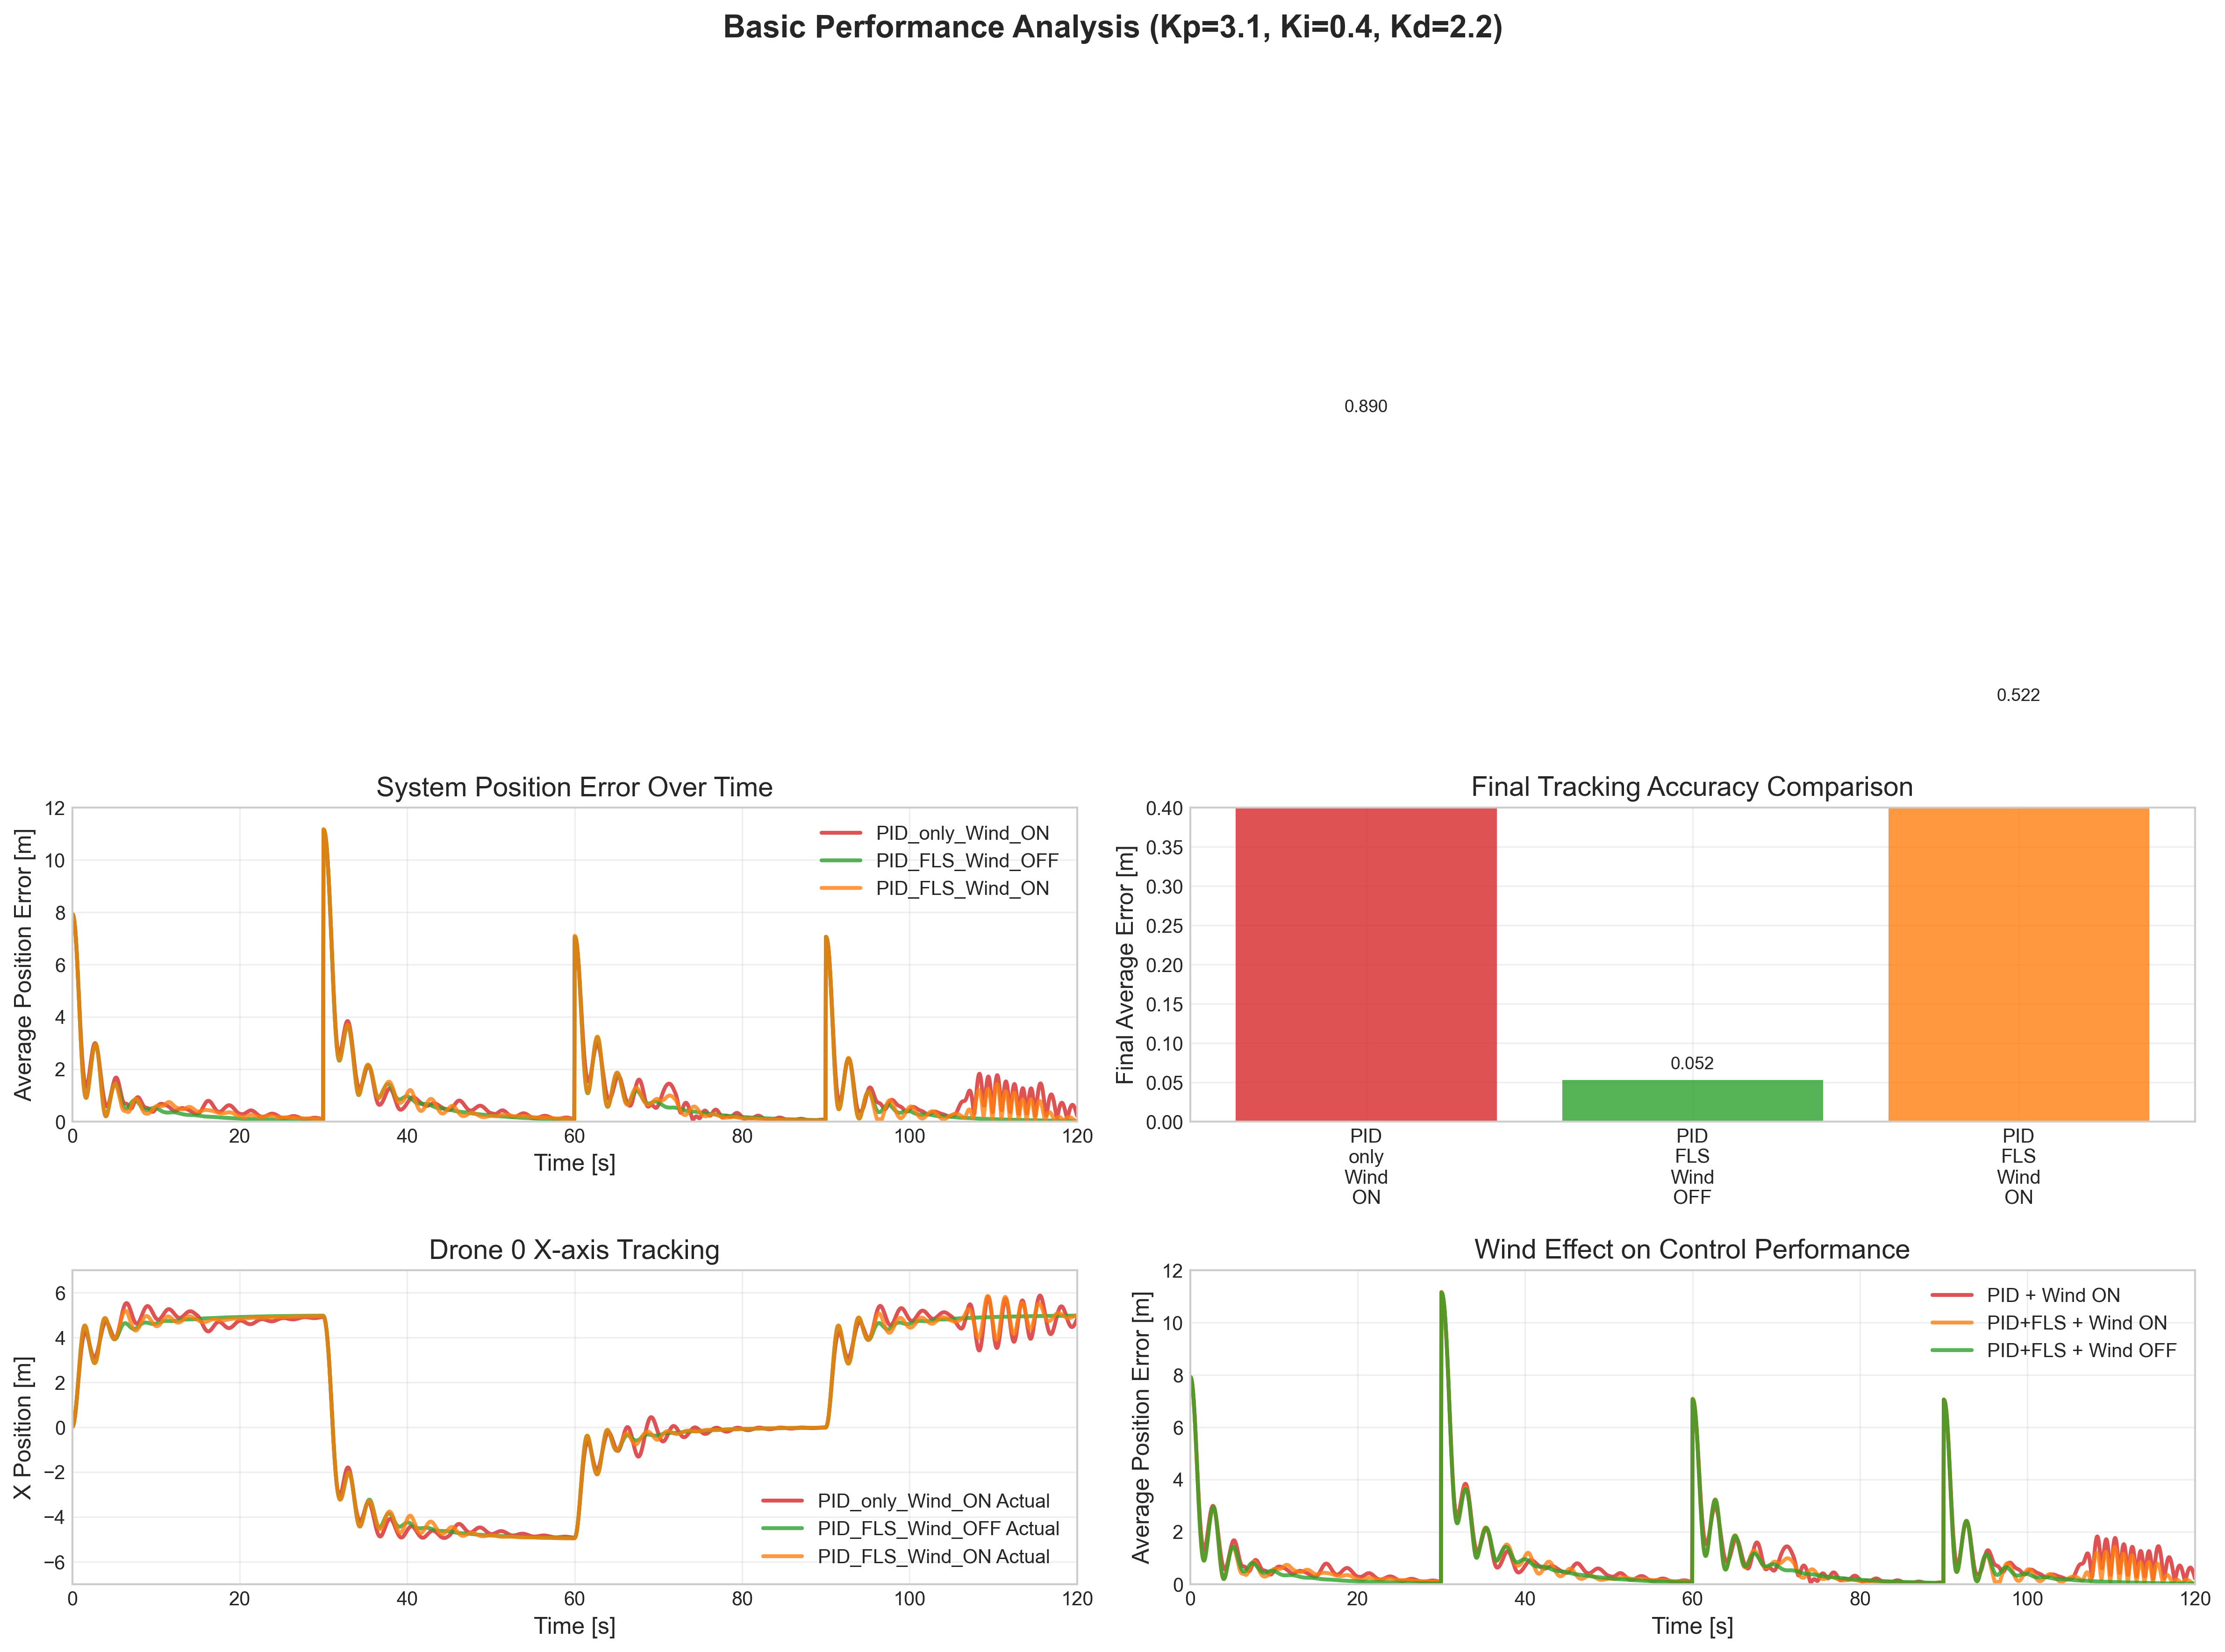 Basic Performance Analysis (Kp=3.1, Ki=0.4, Kd=2.2)
0.890
0.522
System Position Error Over Time
Average Position Error [m]
12
10
8
6
4
2
0
PID_only_Wind_ON
PID_FLS_Wind_OFF
PID_FLS_Wind_ON
0 20 40 60 80 100 120
Time [s]
Final Tracking Accuracy Comparison
Final Average Error [m]
0.40
0.35
0.30
0.25
0.20
0.15
0.10
0.05
0.00
0.052
PID
only
Wind
ON
PID
FLS
Wind
OFF
PID
FLS
Wind
ON
Drone 0 X-axis Tracking
X Position [m]
6
4
2
0
−2
−4
−6
PID_only_Wind_ON Actual
PID_FLS_Wind_OFF Actual
PID_FLS_Wind_ON Actual
0 20 40 60 80 100 120
Time [s]
Wind Effect on Control Performance
Average Position Error [m]
12
10
8
6
4
2
0
PID + Wind ON
PID+FLS + Wind ON
PID+FLS + Wind OFF
0 20 40 60 80 100 120
Time [s]